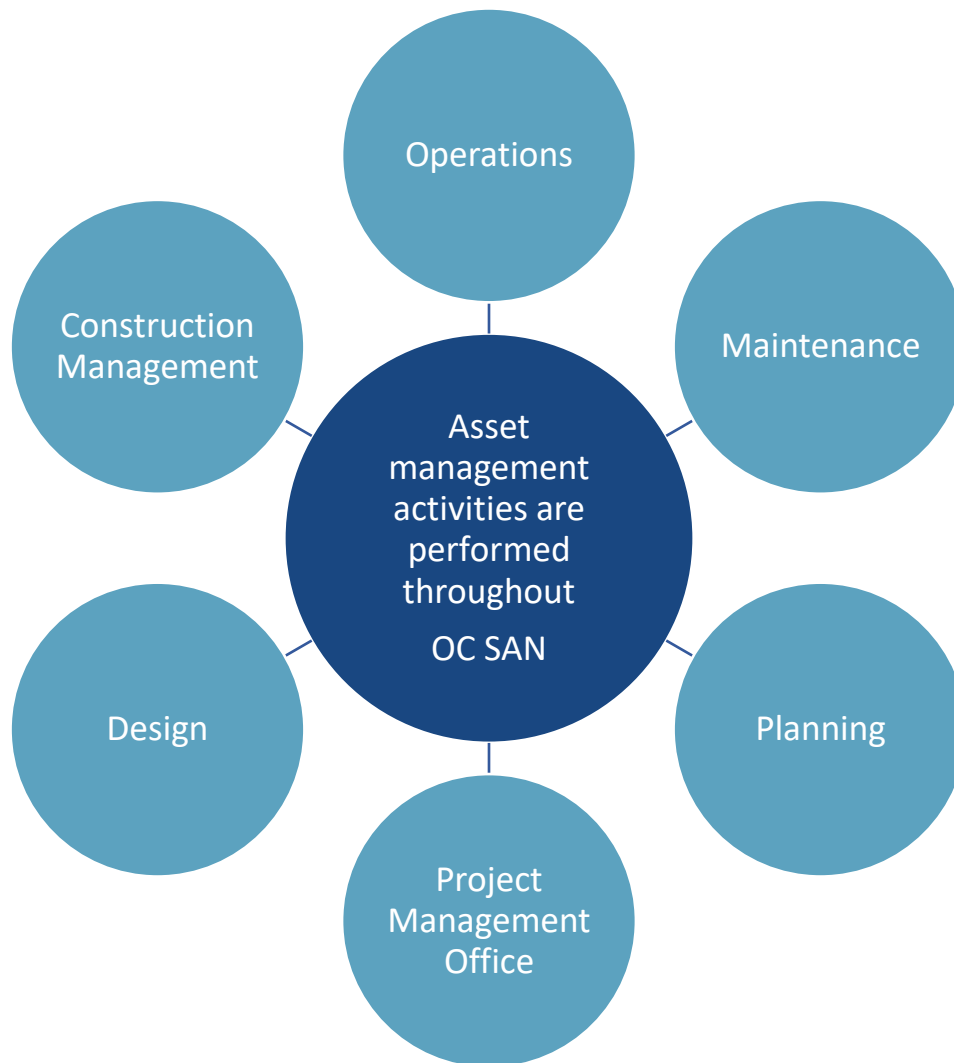 Operations
Construction
Management
Maintenance
Asset
management
activities are
performed
throughout
OC SAN
Design
Planning
Project
Management
Office